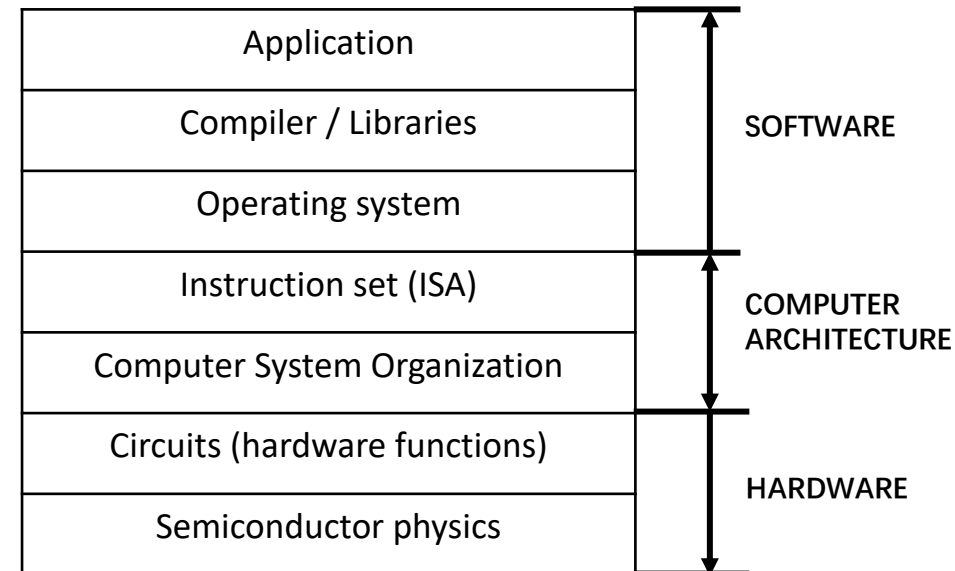 Application
Compiler / Libraries
SOFTWARE
Operating system
Instruction set (ISA)
COMPUTER
ARCHITECTURE
Computer System Organization
Circuits (hardware functions)
HARDWARE
Semiconductor physics